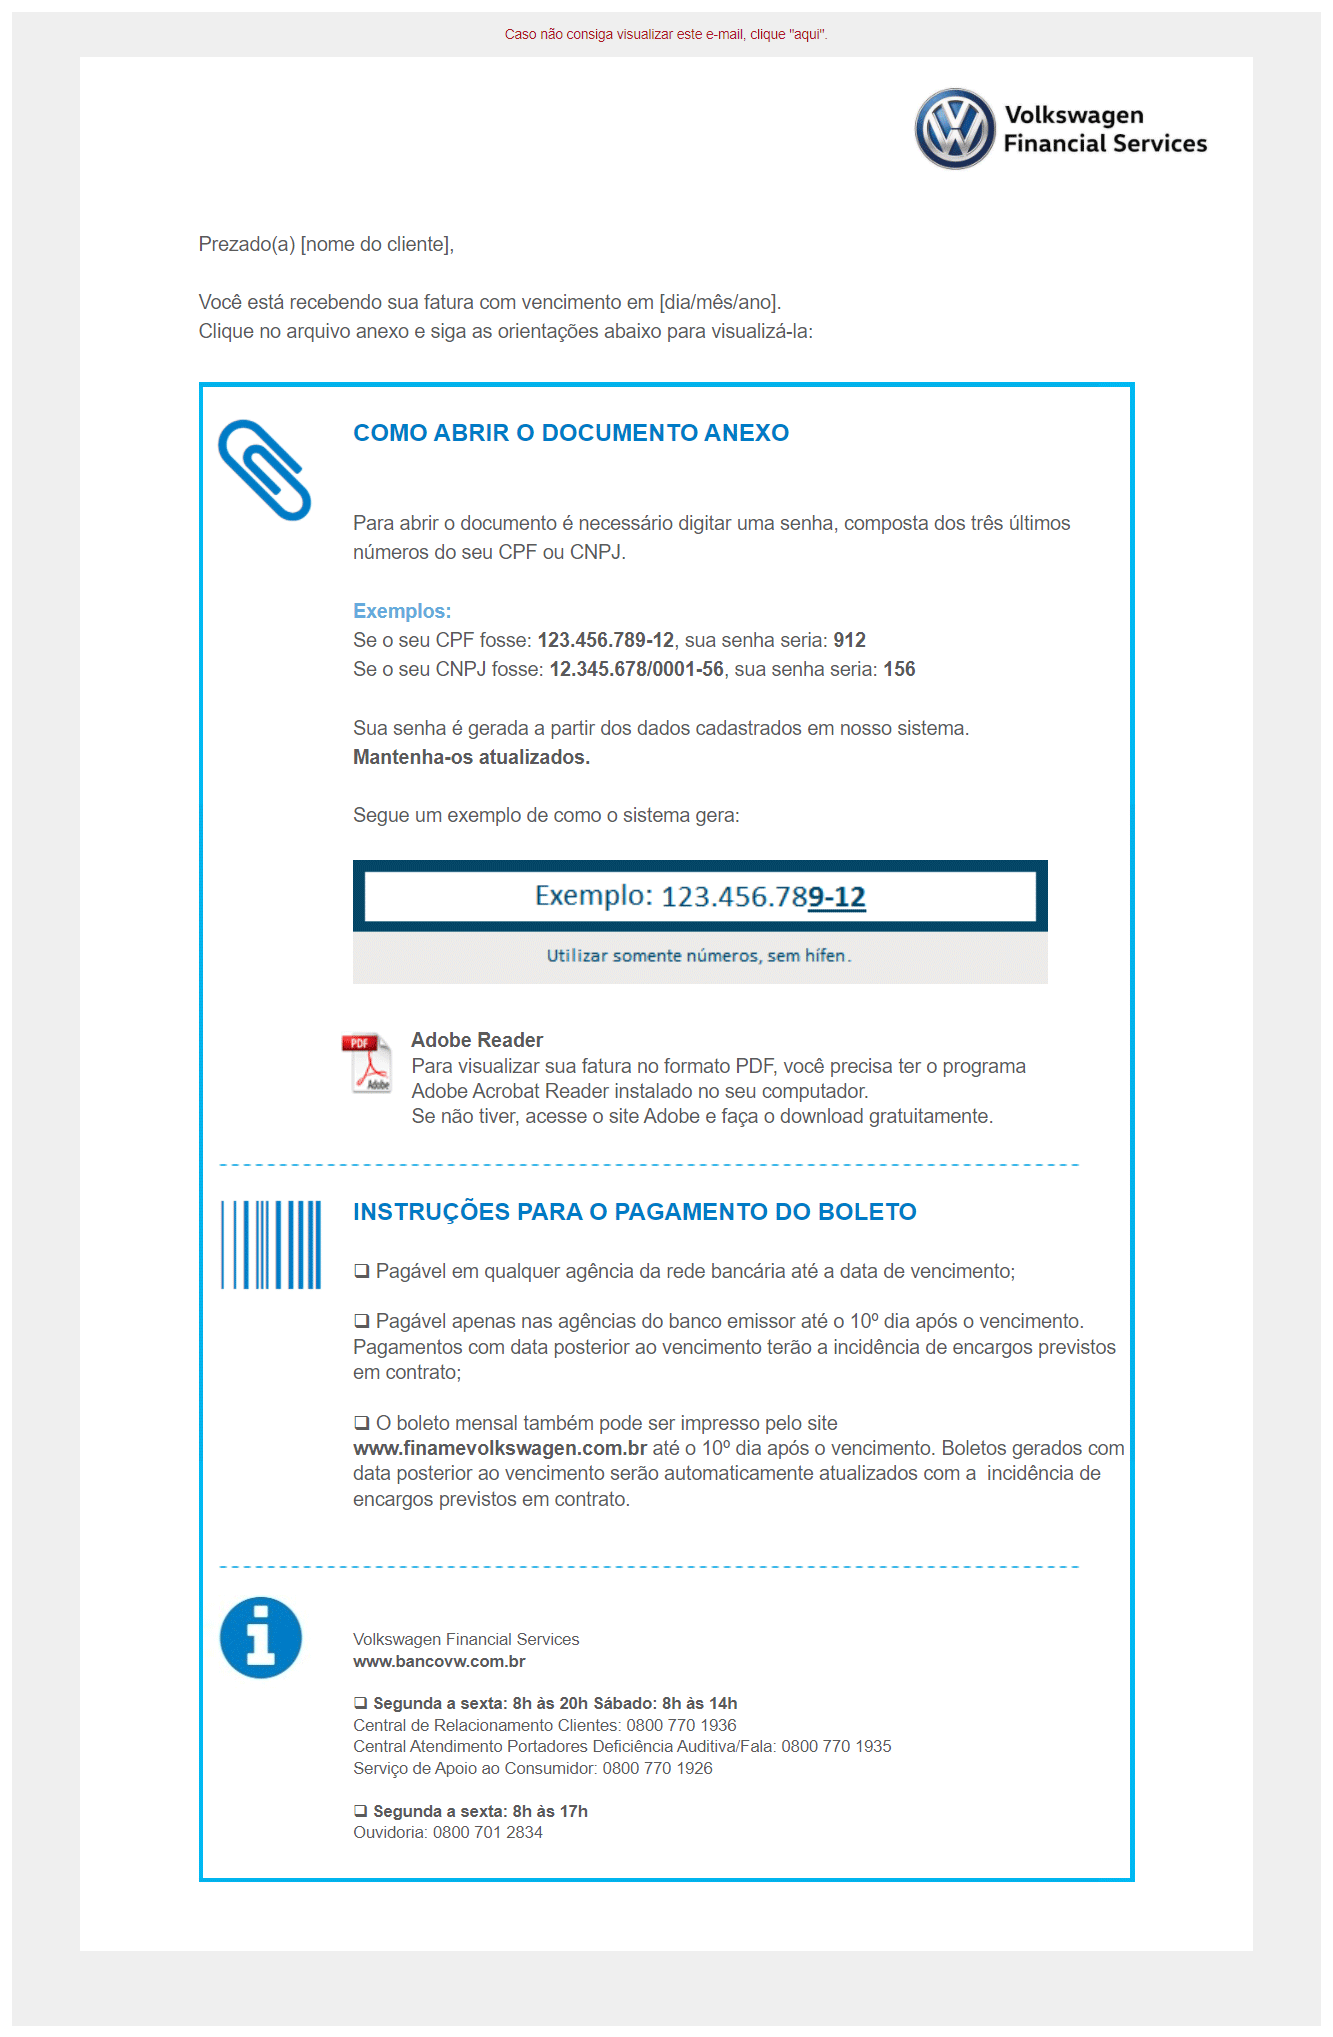 Caso não consiga visualizar este e-mail, clique "aqui".
Volkswagen
Financial Services
Prezado(a) [nome do cliente],
Você está recebendo sua fatura com vencimento em [dia/mês/ano].
Clique no arquivo anexo e siga as orientações abaixo para visualizá-la:
COMO ABRIR O DOCUMENTO ANEXO
Para abrir o documento é necessário digitar uma senha, composta dos três últimos
números do seu CPF ou CNPJ.
Exemplos:
Se o seu CPF fosse: 123.456.789-12, sua senha seria: 912
Se o seu CNPJ fosse: 12.345.678/0001-56, sua senha seria: 156
Sua senha é gerada a partir dos dados cadastrados em nosso sistema.
Mantenha-os atualizados.
Segue um exemplo de como o sistema gera:
Exemplo: 123.456.789-12
Utilizar somente números, sem hífen.
PDF
Adobe
Adobe Reader
Para visualizar sua fatura no formato PDF, você precisa ter o programa
Adobe Acrobat Reader instalado no seu computador.
Se não tiver, acesse o site Adobe e faça o download gratuitamente.
INSTRUÇÕES PARA O PAGAMENTO DO BOLETO
❑ Pagável em qualquer agência da rede bancária até a data de vencimento;
❑ Pagável apenas nas agências do banco emissor até o 10º dia após o vencimento.
Pagamentos com data posterior ao vencimento terão a incidência de encargos previstos
em contrato;
❑ O boleto mensal também pode ser impresso pelo site
www.finamevolkswagen.com.br até o 10º dia após o vencimento. Boletos gerados com
data posterior ao vencimento serão automaticamente atualizados com a  incidência de
encargos previstos em contrato.
Volkswagen Financial Services
www.bancovw.com.br
❑ Segunda a sexta: 8h às 20h Sábado: 8h às 14h
Central de Relacionamento Clientes: 0800 770 1936
Central Atendimento Portadores Deficiência Auditiva/Fala: 0800 770 1935
Serviço de Apoio ao Consumidor: 0800 770 1926
❑ Segunda a sexta: 8h às 17h
Ouvidoria: 0800 701 2834